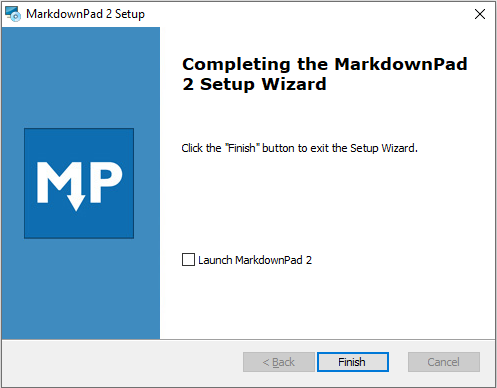 MarkdownPad 2 Setup
Completing the MarkdownPad
2 Setup Wizard
MP
Click the "Finish" button to exit the Setup Wizard.
Launch MarkdownPad 2
< Back
Finish
Cancel